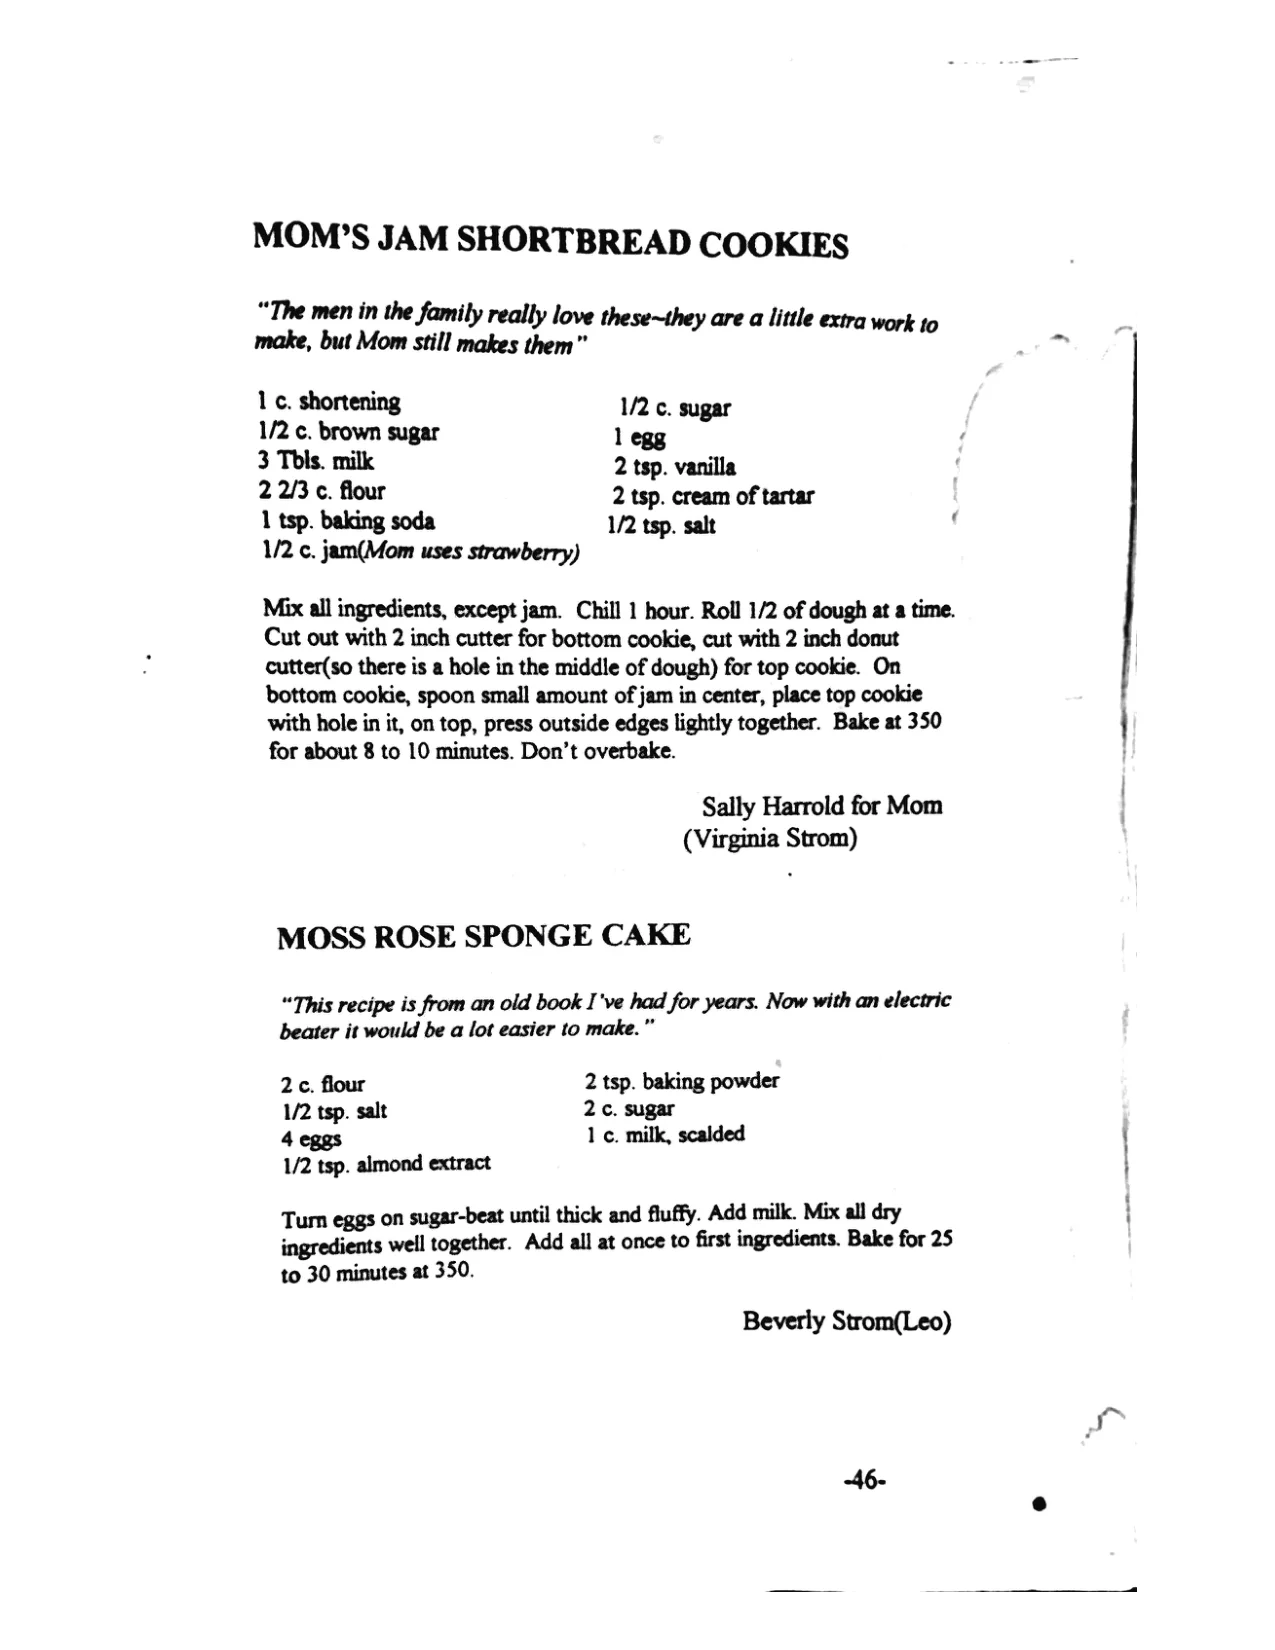 MOM'S JAM SHORTBREAD COOKIES
"The men in the family really love these~they are a little extra work to
make, but Mom still makes them"
1 c. shortening 1/2 c. sugar
1/2 c. brown sugar 1 egg
3 Tbls. milk 2 tsp. vanilla
2 2/3 c. flour 2 tsp. cream of tartar
1 tsp. baking soda 1/2 tsp. salt
1/2 c. jam(Mom uses strawberry)
Mix all ingredients, except jam. Chill 1 hour. Roll 1/2 of dough at a time.
Cut out with 2 inch cutter for bottom cookie, cut with 2 inch donut
cutter(so there is a hole in the middle of dough) for top cookie. On
bottom cookie, spoon small amount of jam in center, place top cookie
with hole in it, on top, press outside edges lightly together. Bake at 350
for about 8 to 10 minutes. Don't overbake.
Sally Harrold for Mom
(Virginia Strom)
MOSS ROSE SPONGE CAKE
"This recipe is from an old book I've had for years. Now with an electric
beater it would be a lot easier to make."
2 c. flour 2 tsp. baking powder
1/2 tsp. salt 2 c. sugar
4 eggs 1 c. milk, scalded
1/2 tsp. almond extract
Turn eggs on sugar-beat until thick and fluffy. Add milk. Mix all dry
ingredients well together. Add all at once to first ingredients. Bake for 25
to 30 minutes at 350.
Beverly Strom(Leo)
-46-